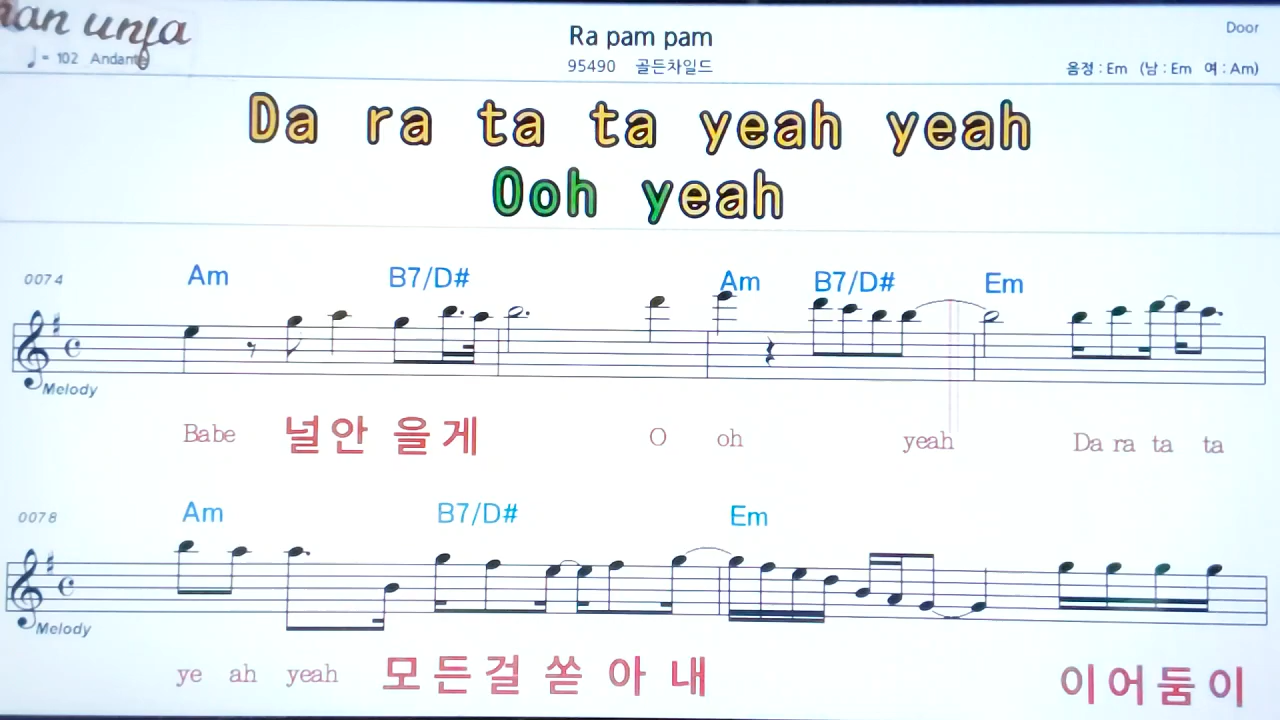 Ra pam pam
Door
♩ = 102 Andante
95490 골든차일드
음정 : Em (남 : Em 여 : Am)
Da ra ta ta yeah yeah
Ooh yeah
0074 Am B7/D# Am B7/D# Em
Melody
Babe 널 안 을 게 O oh yeah Da ra ta ta
0078 Am B7/D# Em
Melody
ye ah yeah 모 든 걸 쏟 아 내 이 어 둠 이